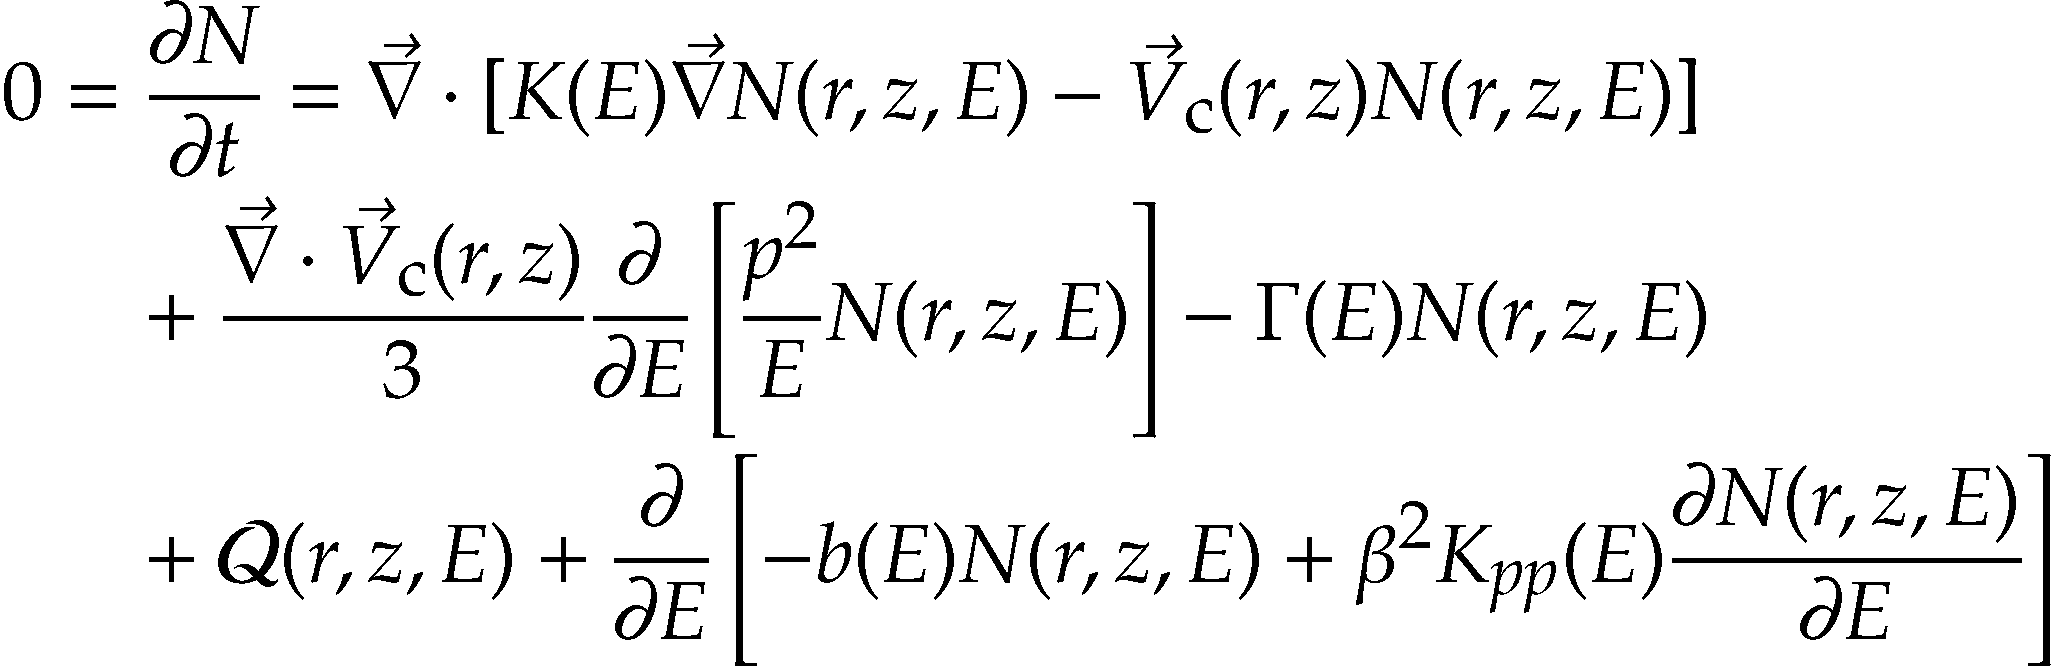 0 = ∂N/∂t = ∇⃗ · [K(E)∇⃗N(r, z, E) − V⃗_c(r, z)N(r, z, E)]
+ (∇⃗ · V⃗_c(r, z))/3 ∂/∂E [p²/E N(r, z, E)] − Γ(E)N(r, z, E)
+ 𝒬(r, z, E) + ∂/∂E [−b(E)N(r, z, E) + β²K_pp(E) ∂N(r, z, E)/∂E]